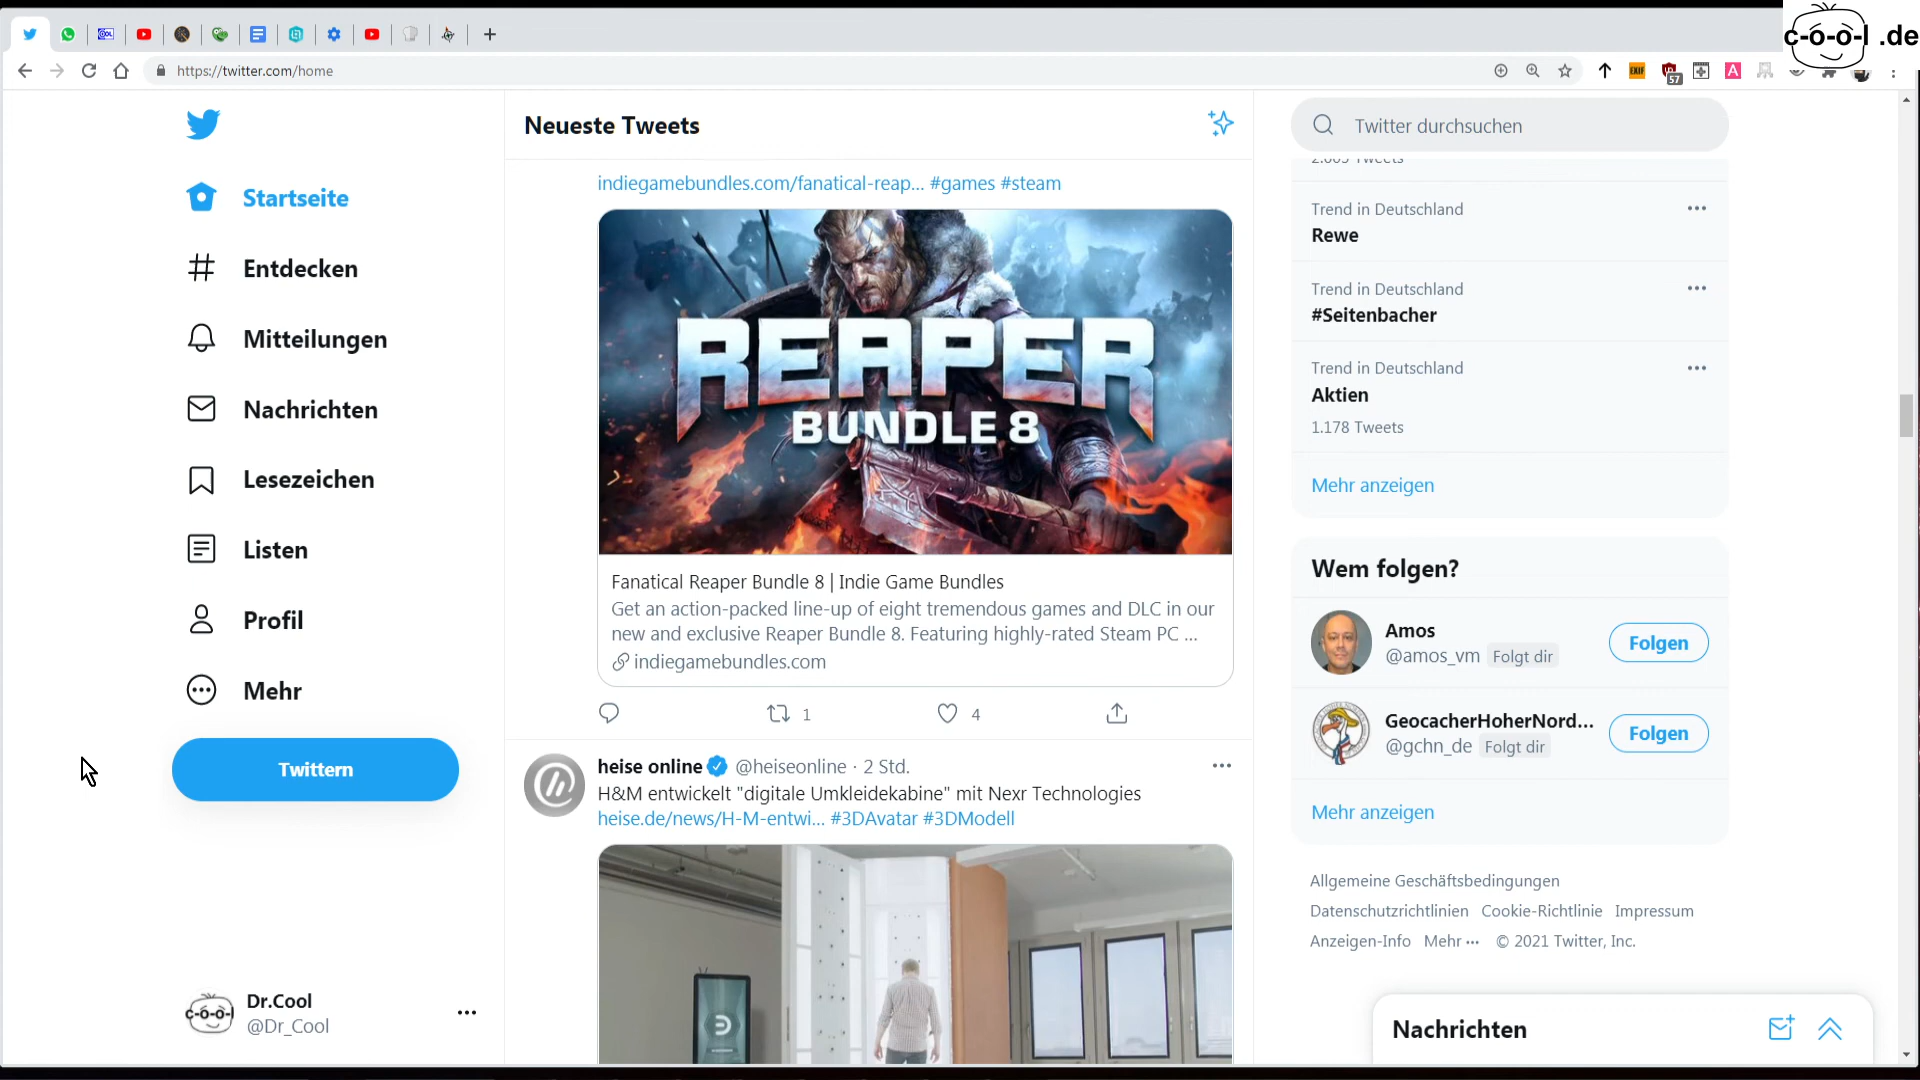 c-o-o-l .de
https://twitter.com/home
EXIF
57
A
Neueste Tweets
Twitter durchsuchen
Startseite
Entdecken
Mitteilungen
Nachrichten
Lesezeichen
Listen
Profil
Mehr
Twittern
Dr.Cool
@Dr_Cool
c-o-o-l
indiegamebundles.com/fanatical-reap... #games #steam
REAPER
BUNDLE 8
Fanatical Reaper Bundle 8 | Indie Game Bundles
Get an action-packed line-up of eight tremendous games and DLC in our
new and exclusive Reaper Bundle 8. Featuring highly-rated Steam PC ...
indiegamebundles.com
1
4
heise online @heiseonline · 2 Std.
H&M entwickelt "digitale Umkleidekabine" mit Nexr Technologies
heise.de/news/H-M-entwi... #3DAvatar #3DModell
Trend in Deutschland
Rewe
Trend in Deutschland
#Seitenbacher
Trend in Deutschland
Aktien
1.178 Tweets
Mehr anzeigen
Wem folgen?
Amos
@amos_vm Folgt dir
Folgen
GeocacherHoherNord...
@gchn_de Folgt dir
Folgen
Mehr anzeigen
Allgemeine Geschäftsbedingungen
Datenschutzrichtlinien Cookie-Richtlinie Impressum
Anzeigen-Info Mehr ··· © 2021 Twitter, Inc.
Nachrichten